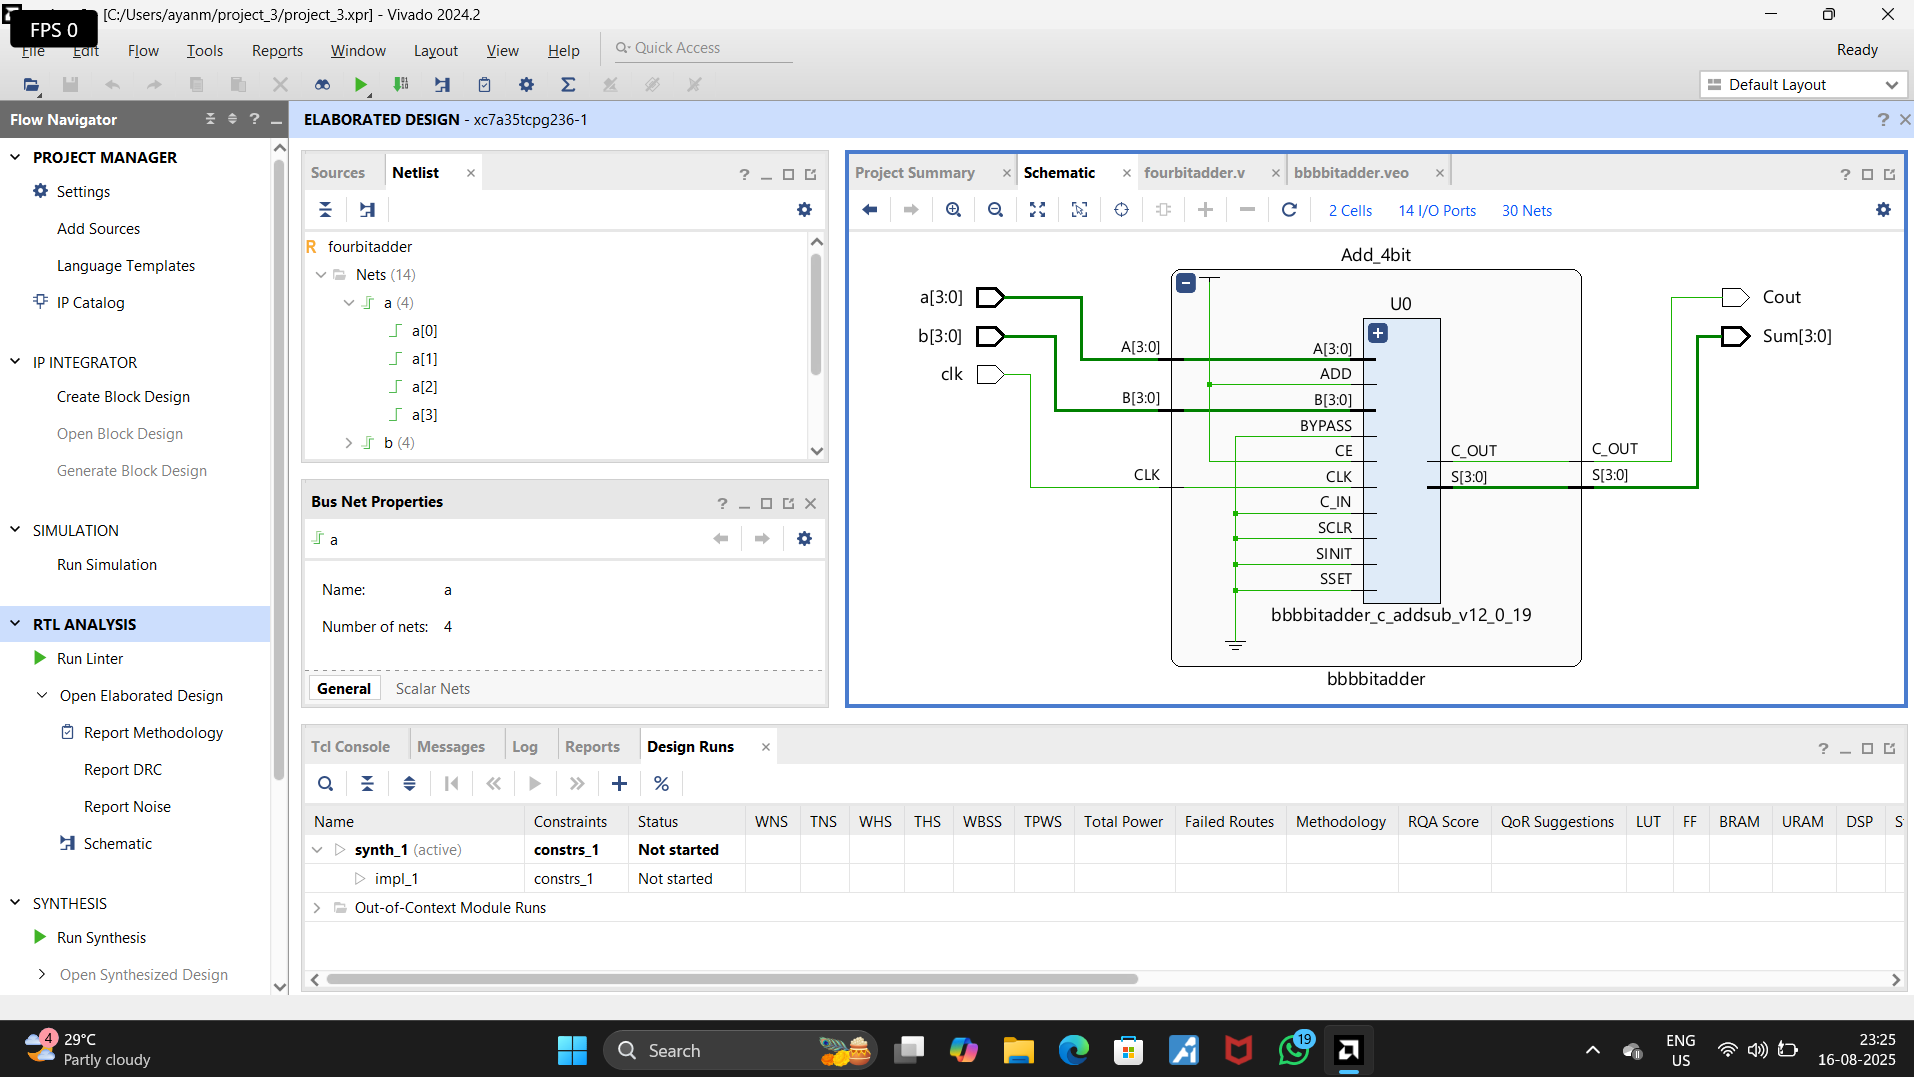 [C:/Users/ayanm/project_3/project_3.xpr] - Vivado 2024.2
FPS 0
File Edit Flow Tools Reports Window Layout View Help
Quick Access
Ready
Default Layout
Flow Navigator
ELABORATED DESIGN - xc7a35tcpg236-1
PROJECT MANAGER
Settings
Add Sources
Language Templates
IP Catalog
IP INTEGRATOR
Create Block Design
Open Block Design
Generate Block Design
SIMULATION
Run Simulation
RTL ANALYSIS
Run Linter
Open Elaborated Design
Report Methodology
Report DRC
Report Noise
Schematic
SYNTHESIS
Run Synthesis
Open Synthesized Design
Sources Netlist
fourbitadder
Nets (14)
a (4)
a[0]
a[1]
a[2]
a[3]
b (4)
Bus Net Properties
a
Name: a
Number of nets: 4
General Scalar Nets
Project Summary Schematic fourbitadder.v bbbbitadder.veo
2 Cells 14 I/O Ports 30 Nets
Add_4bit
a[3:0]
b[3:0]
clk
A[3:0]
B[3:0]
CLK
U0
A[3:0]
ADD
B[3:0]
BYPASS
CE
CLK
C_IN
SCLR
SINIT
SSET
C_OUT
S[3:0]
bbbbitadder_c_addsub_v12_0_19
C_OUT
S[3:0]
Cout
Sum[3:0]
bbbbitadder
Tcl Console Messages Log Reports Design Runs
Name Constraints Status WNS TNS WHS THS WBSS TPWS Total Power Failed Routes Methodology RQA Score QoR Suggestions LUT FF BRAM URAM DSP S
synth_1 (active) constrs_1 Not started
impl_1 constrs_1 Not started
Out-of-Context Module Runs
4
29°C
Partly cloudy
Search
19
ENG
US
23:25
16-08-2025